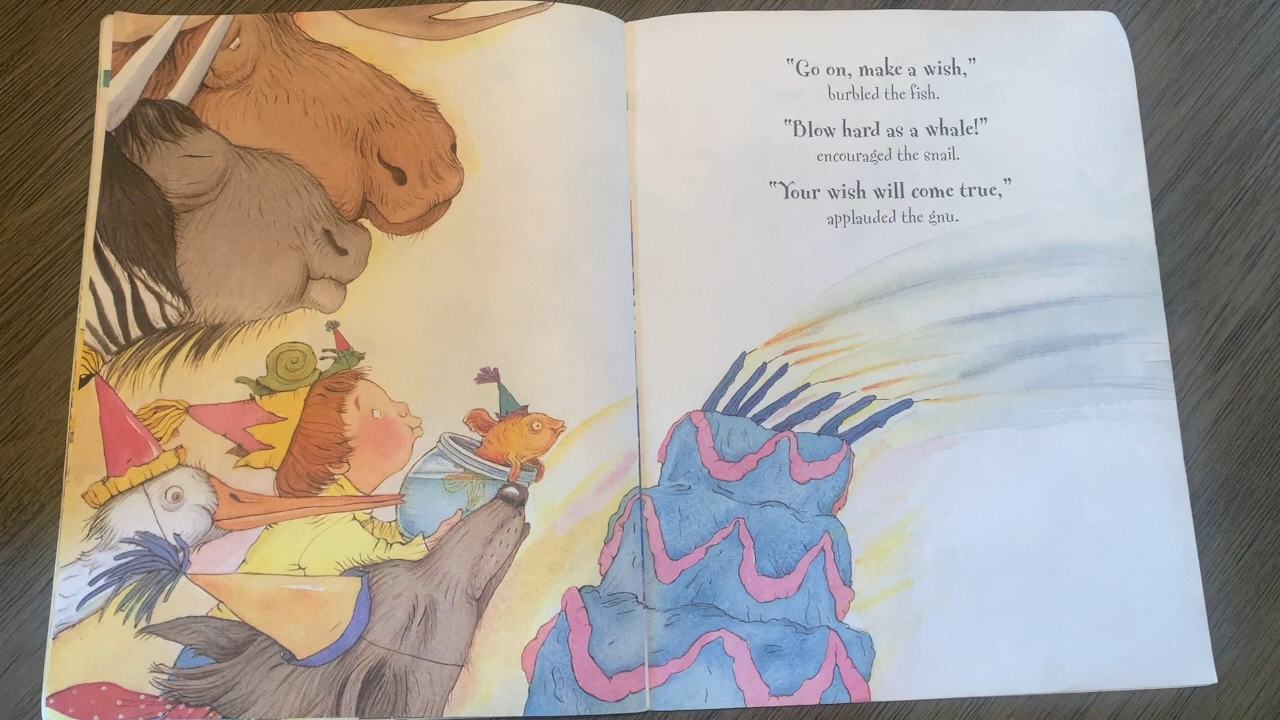 “Go on, make a wish,”
burbled the fish.
“Blow hard as a whale!”
encouraged the snail.
“Your wish will come true,”
applauded the gnu.